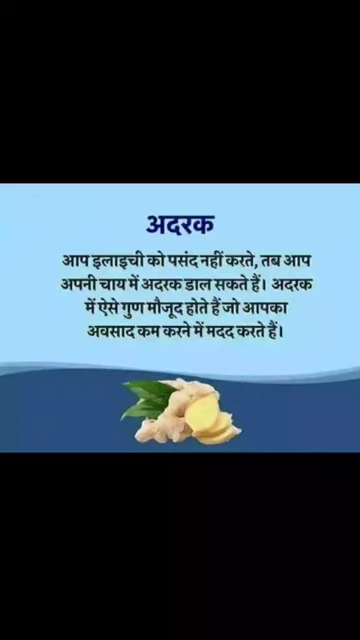 अदरक
आप इलाइची को पसंद नहीं करते, तब आप
अपनी चाय में अदरक डाल सकते हैं। अदरक
में ऐसे गुण मौजूद होते हैं जो आपका
अवसाद कम करने में मदद करते हैं।